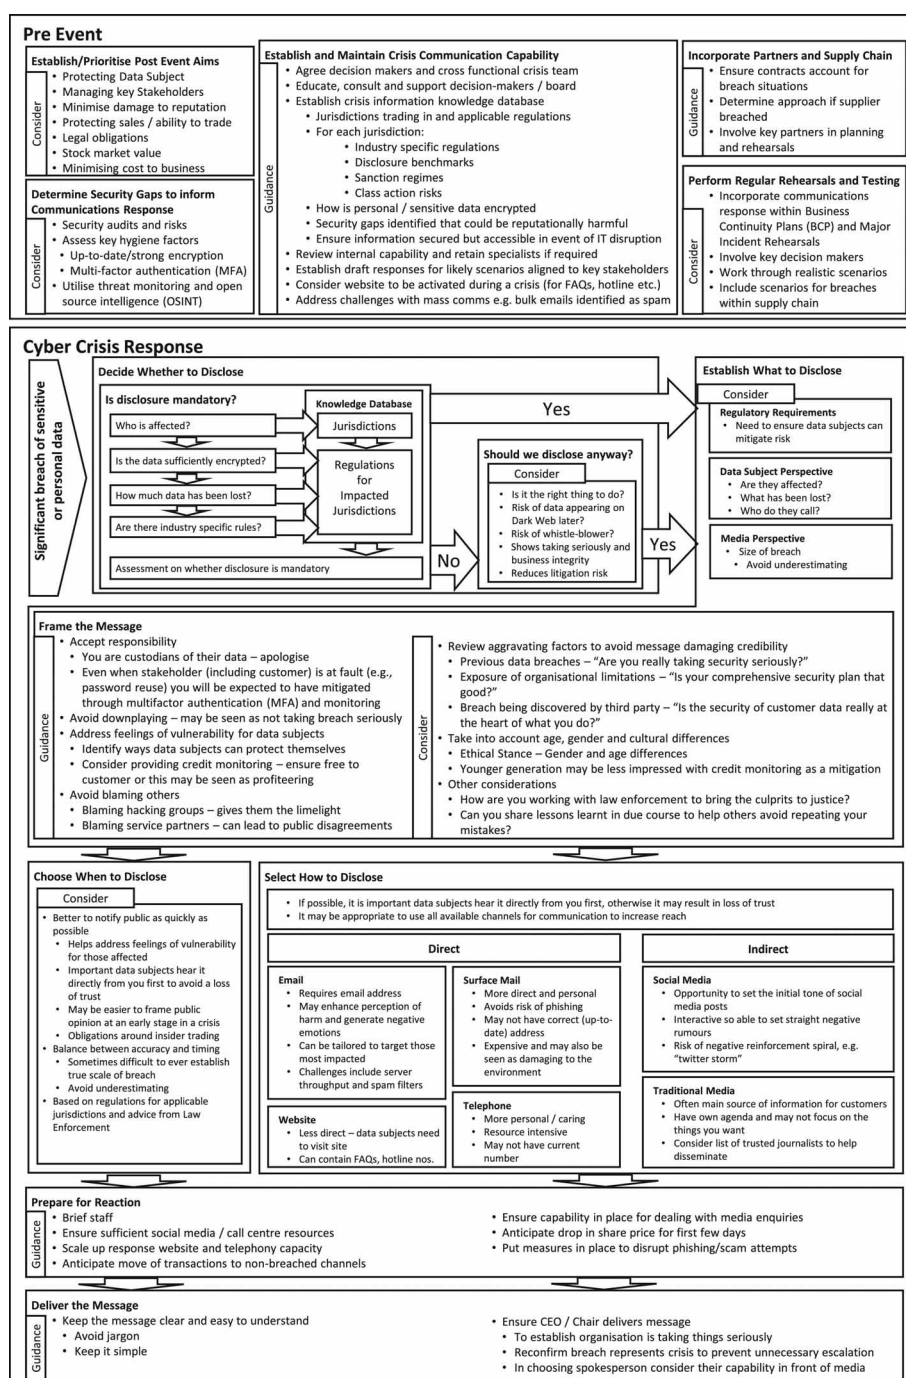 Pre Event
Establish/Prioritise Post Event Aims
Consider
• Protecting Data Subject
• Managing key Stakeholders
• Minimise damage to reputation
• Protecting sales / ability to trade
• Legal obligations
• Stock market value
• Minimising cost to business
Determine Security Gaps to inform
Communications Response
Consider
• Security audits and risks
• Assess key hygiene factors
• Up-to-date/strong encryption
• Multi-factor authentication (MFA)
• Utilise threat monitoring and open
source intelligence (OSINT)
Establish and Maintain Crisis Communication Capability
Guidance
• Agree decision makers and cross functional crisis team
• Educate, consult and support decision-makers / board
• Establish crisis information knowledge database
• Jurisdictions trading in and applicable regulations
• For each jurisdiction:
• Industry specific regulations
• Disclosure benchmarks
• Sanction regimes
• Class action risks
• How is personal / sensitive data encrypted
• Security gaps identified that could be reputationally harmful
• Ensure information secured but accessible in event of IT disruption
• Review internal capability and retain specialists if required
• Establish draft responses for likely scenarios aligned to key stakeholders
• Consider website to be activated during a crisis (for FAQs, hotline etc.)
• Address challenges with mass comms e.g. bulk emails identified as spam
Incorporate Partners and Supply Chain
Guidance
• Ensure contracts account for
breach situations
• Determine approach if supplier
breached
• Involve key partners in planning
and rehearsals
Perform Regular Rehearsals and Testing
Consider
• Incorporate communications
response within Business
Continuity Plans (BCP) and Major
Incident Rehearsals
• Involve key decision makers
• Work through realistic scenarios
• Include scenarios for breaches
within supply chain
Cyber Crisis Response
Significant breach of sensitive
or personal data
Decide Whether to Disclose
Is disclosure mandatory?
Who is affected?
Is the data sufficiently encrypted?
How much data has been lost?
Are there industry specific rules?
Assessment on whether disclosure is mandatory
Knowledge Database
Jurisdictions
Regulations
for
Impacted
Jurisdictions
Yes
No
Should we disclose anyway?
Consider
• Is it the right thing to do?
• Risk of data appearing on
Dark Web later?
• Risk of whistle-blower?
• Shows taking seriously and
business integrity
• Reduces litigation risk
Yes
Establish What to Disclose
Consider
Regulatory Requirements
• Need to ensure data subjects can
mitigate risk
Data Subject Perspective
• Are they affected?
• What has been lost?
• Who do they call?
Media Perspective
• Size of breach
• Avoid underestimating
Frame the Message
Guidance
• Accept responsibility
• You are custodians of their data – apologise
• Even when stakeholder (including customer) is at fault (e.g.,
password reuse) you will be expected to have mitigated
through multifactor authentication (MFA) and monitoring
• Avoid downplaying – may be seen as not taking breach seriously
• Address feelings of vulnerability for data subjects
• Identify ways data subjects can protect themselves
• Consider providing credit monitoring – ensure free to
customer or this may be seen as profiteering
• Avoid blaming others
• Blaming hacking groups – gives them the limelight
• Blaming service partners – can lead to public disagreements
Consider
• Review aggravating factors to avoid message damaging credibility
• Previous data breaches – “Are you really taking security seriously?”
• Exposure of organisational limitations – “Is your comprehensive security plan that
good?”
• Breach being discovered by third party – “Is the security of customer data really at
the heart of what you do?”
• Take into account age, gender and cultural differences
• Ethical Stance – Gender and age differences
• Younger generation may be less impressed with credit monitoring as a mitigation
• Other considerations
• How are you working with law enforcement to bring the culprits to justice?
• Can you share lessons learnt in due course to help others avoid repeating your
mistakes?
Choose When to Disclose
Consider
• Better to notify public as quickly as
possible
• Helps address feelings of vulnerability
for those affected
• Important data subjects hear it
directly from you first to avoid a loss
of trust
• May be easier to frame public
opinion at an early stage in a crisis
• Obligations around insider trading
• Balance between accuracy and timing
• Sometimes difficult to ever establish
true scale of breach
• Avoid underestimating
• Based on regulations for applicable
jurisdictions and advice from Law
Enforcement
Select How to Disclose
• If possible, it is important data subjects hear it directly from you first, otherwise it may result in loss of trust
• It may be appropriate to use all available channels for communication to increase reach
Direct
Email
• Requires email address
• May enhance perception of
harm and generate negative
emotions
• Can be tailored to target those
most impacted
• Challenges include server
throughput and spam filters
Website
• Less direct – data subjects need
to visit site
• Can contain FAQs, hotline nos.
Surface Mail
• More direct and personal
• Avoids risk of phishing
• May not have correct (up-to-
date) address
• Expensive and may also be
seen as damaging to the
environment
Telephone
• More personal / caring
• Resource intensive
• May not have current
number
Indirect
Social Media
• Opportunity to set the initial tone of social
media posts
• Interactive so able to set straight negative
rumours
• Risk of negative reinforcement spiral, e.g.
“twitter storm”
Traditional Media
• Often main source of information for customers
• Have own agenda and may not focus on the
things you want
• Consider list of trusted journalists to help
disseminate
Prepare for Reaction
Guidance
• Brief staff
• Ensure sufficient social media / call centre resources
• Scale up response website and telephony capacity
• Anticipate move of transactions to non-breached channels
• Ensure capability in place for dealing with media enquiries
• Anticipate drop in share price for first few days
• Put measures in place to disrupt phishing/scam attempts
Deliver the Message
Guidance
• Keep the message clear and easy to understand
• Avoid jargon
• Keep it simple
• Ensure CEO / Chair delivers message
• To establish organisation is taking things seriously
• Reconfirm breach represents crisis to prevent unnecessary escalation
• In choosing spokesperson consider their capability in front of media